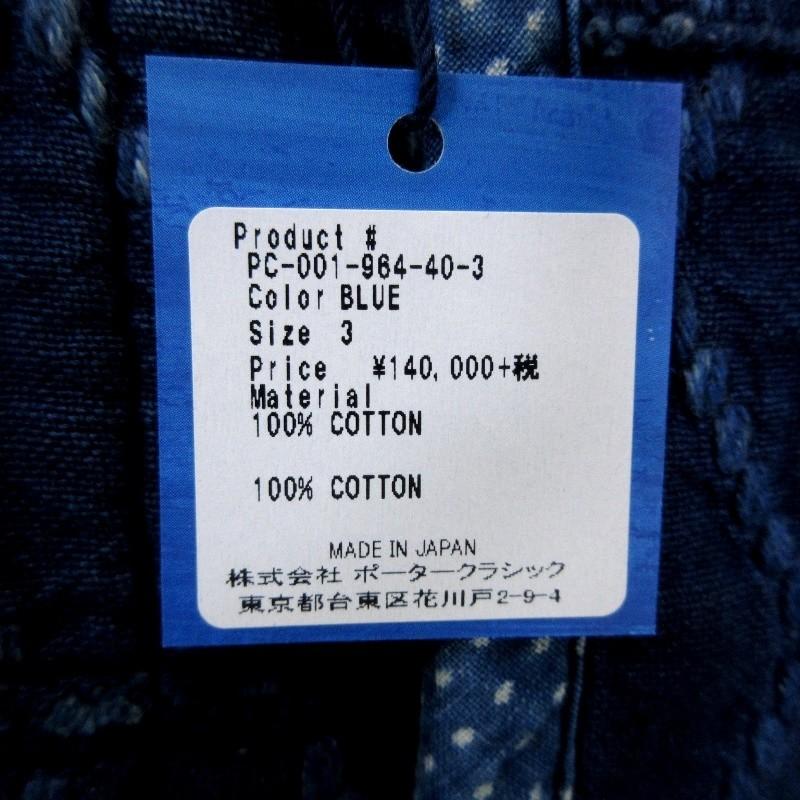 Product #
PC-001-964-40-3
Color BLUE
Size 3
Price ¥140,000+税
Material
100% COTTON
100% COTTON
MADE IN JAPAN
株式会社 ポータークラシック
東京都台東区花川戸2-9-4